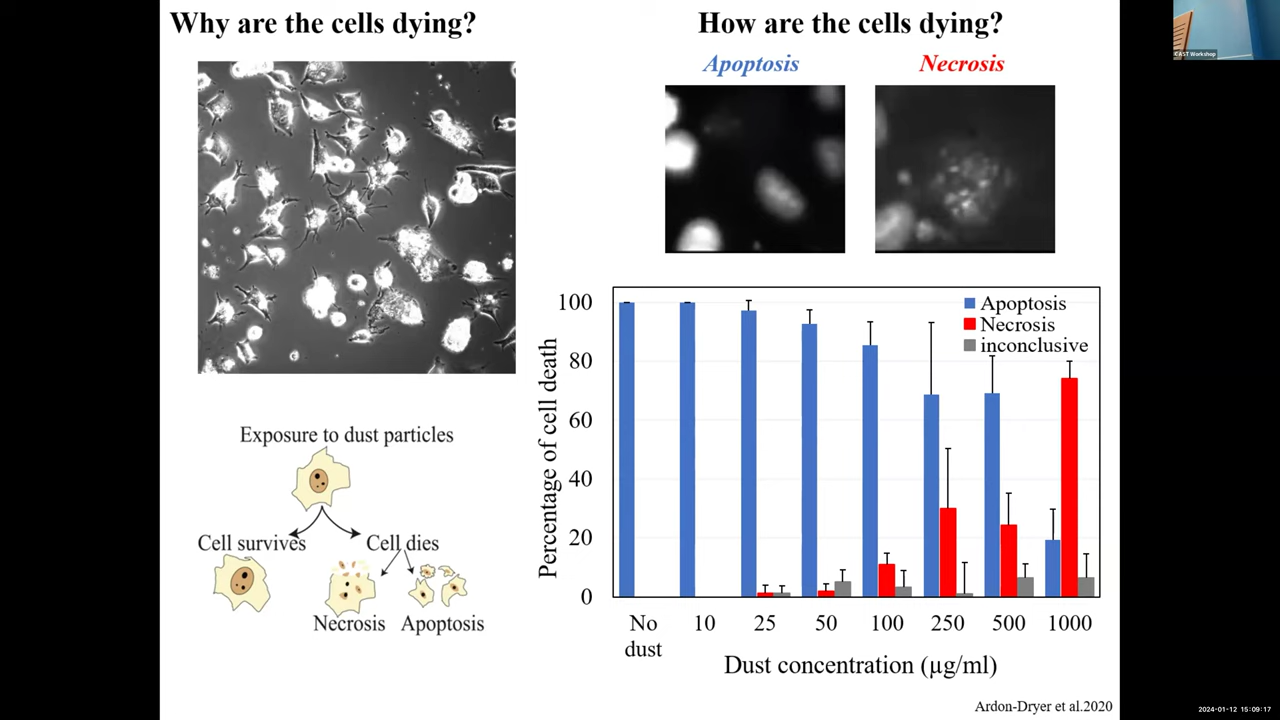 Why are the cells dying?
How are the cells dying?
Apoptosis
Necrosis
CAST Workshop
Exposure to dust particles
Cell survives
Cell dies
Necrosis
Apoptosis
Percentage of cell death
100
80
60
40
20
0
Apoptosis
Necrosis
inconclusive
No dust
10
25
50
100
250
500
1000
Dust concentration (µg/ml)
Ardon-Dryer et al.2020
2024-01-12 15:09:17